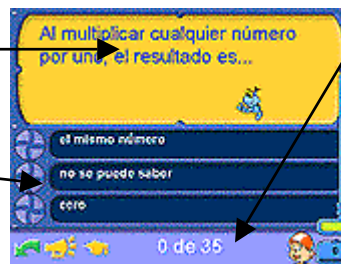 Al multiplicar cualquier número
por uno, el resultado es...
el mismo número
no se puede saber
cero
0 de 35